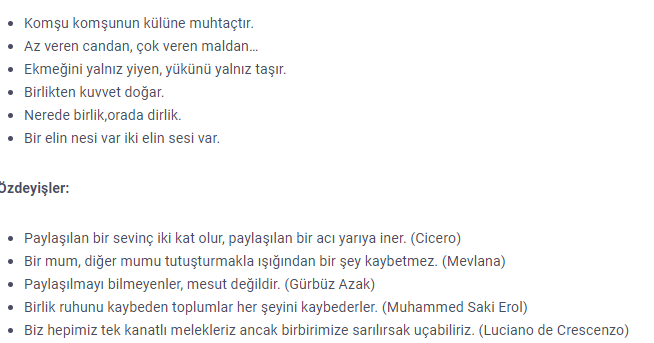 Komşu komşunun külüne muhtaçtır.
Az veren candan, çok veren maldan…
Ekmeğini yalnız yiyen, yükünü yalnız taşır.
Birlikten kuvvet doğar.
Nerede birlik,orada dirlik.
Bir elin nesi var iki elin sesi var.
Özdeyişler:
Paylaşılan bir sevinç iki kat olur, paylaşılan bir acı yarıya iner. (Cicero)
Bir mum, diğer mumu tutuşturmakla ışığından bir şey kaybetmez. (Mevlana)
Paylaşılmayı bilmeyenler, mesut değildir. (Gürbüz Azak)
Birlik ruhunu kaybeden toplumlar her şeyini kaybederler. (Muhammed Saki Erol)
Biz hepimiz tek kanatlı melekleriz ancak birbirimize sarılırsak uçabiliriz. (Luciano de Crescenzo)